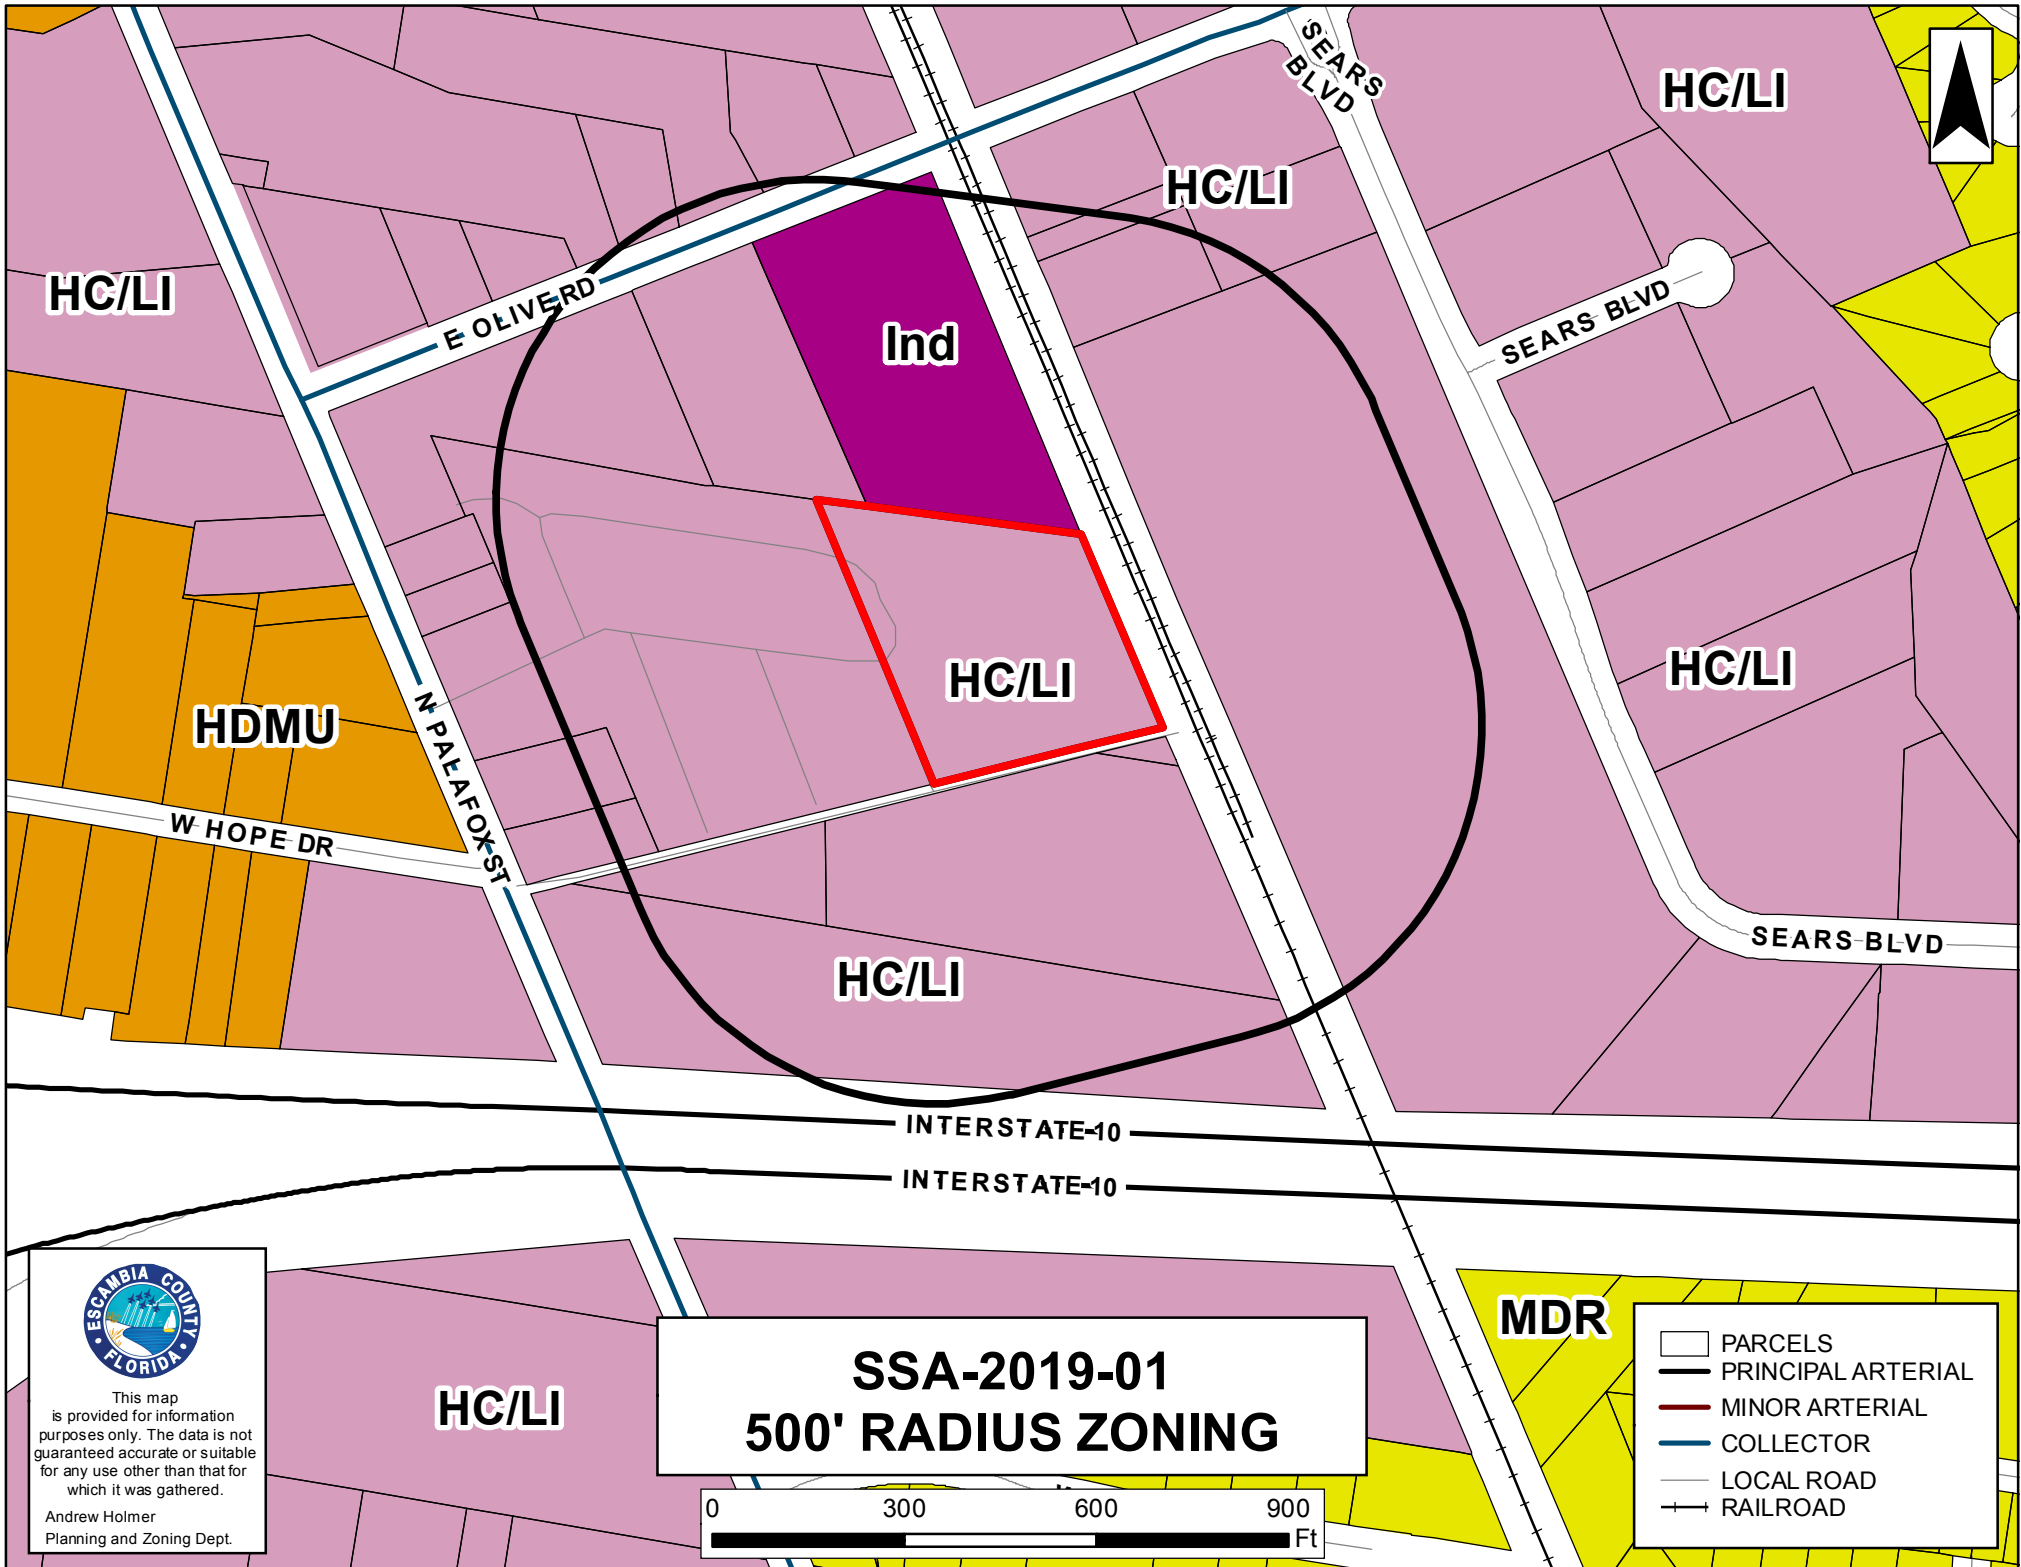 SEARS
BLVD
HC/LI
HC/LI
HC/LI
E OLIVE RD
Ind
SEARS BLVD
HC/LI
HC/LI
HDMU
N PALAFOX ST
W HOPE DR
SEARS BLVD
HC/LI
INTERSTATE 10
INTERSTATE 10
MDR
HC/LI
ESCAMBIA COUNTY
FLORIDA
This map
is provided for information
purposes only. The data is not
guaranteed accurate or suitable
for any use other than that for
which it was gathered.
Andrew Holmer
Planning and Zoning Dept.
SSA-2019-01
500' RADIUS ZONING
0 300 600 900
Ft
PARCELS
PRINCIPAL ARTERIAL
MINOR ARTERIAL
COLLECTOR
LOCAL ROAD
RAILROAD